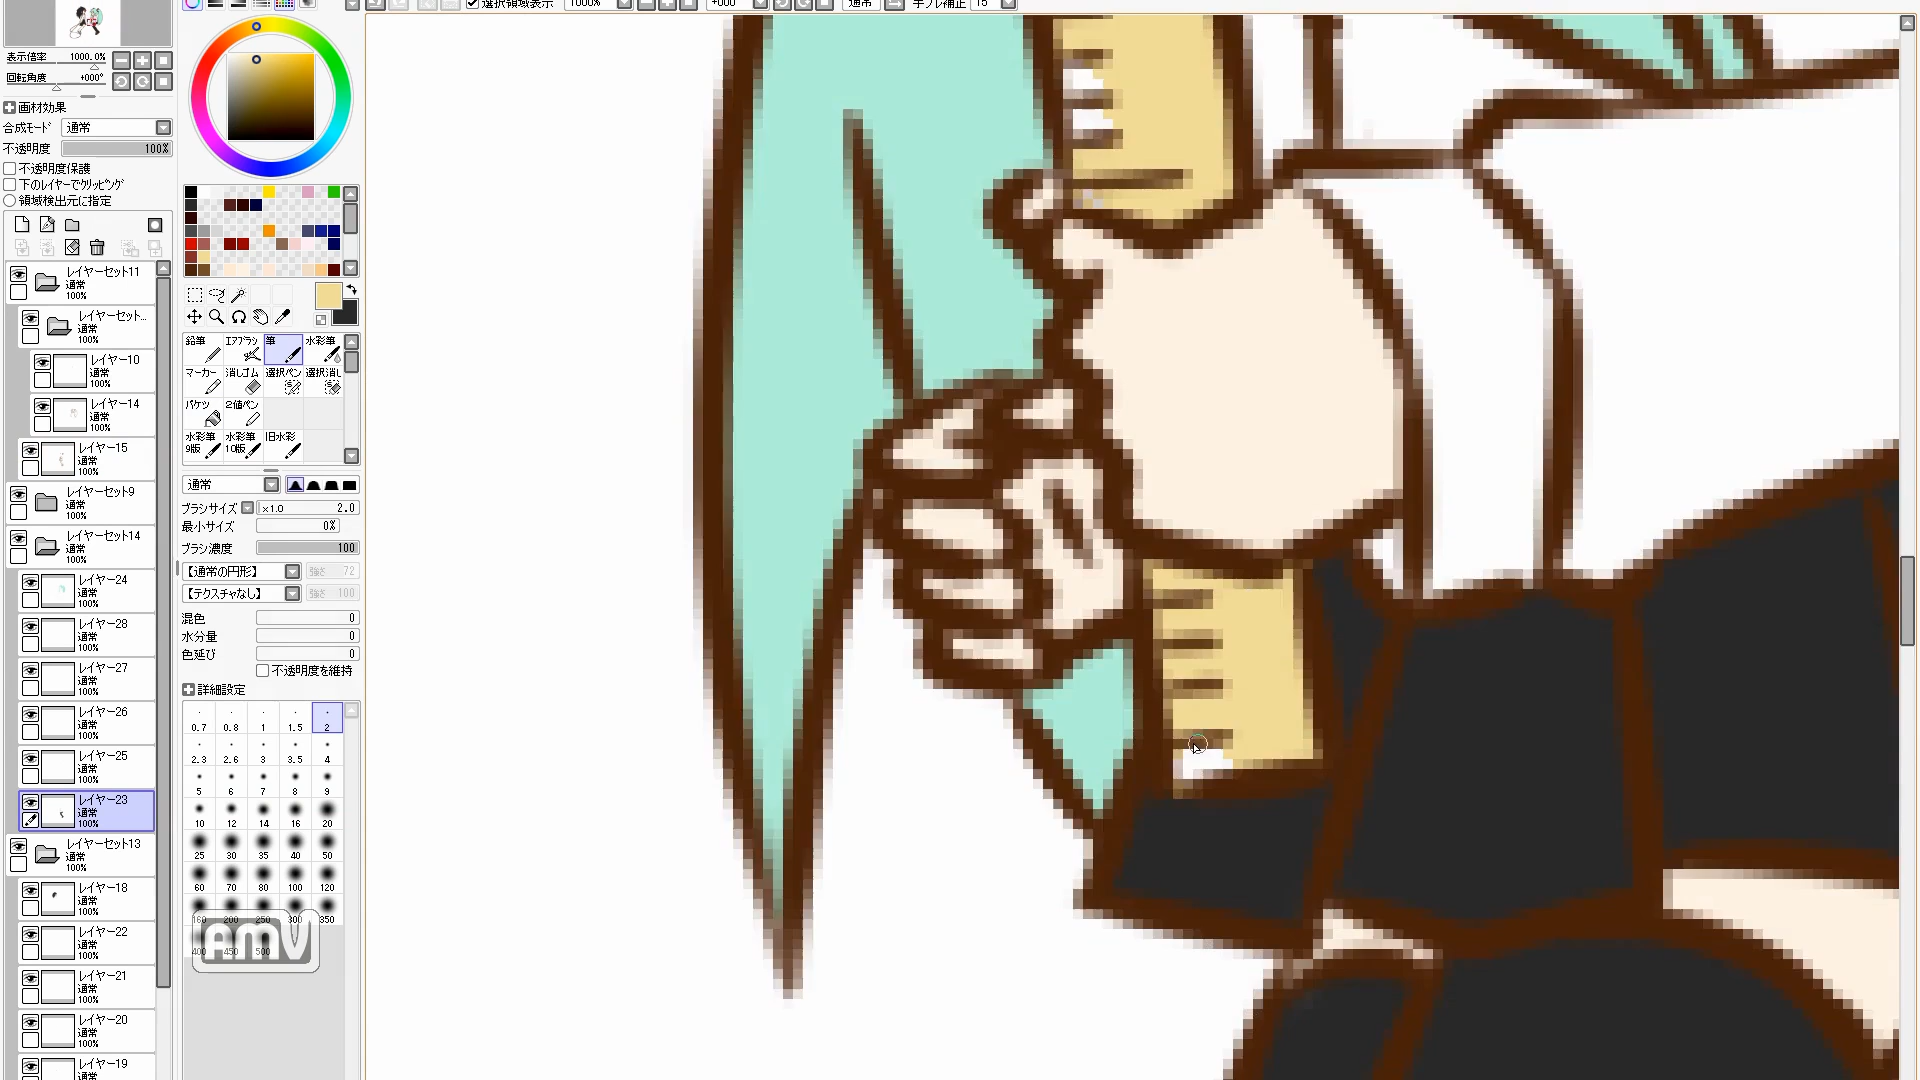 選択領域表示
1000%
+000°
通常
手ブレ補正
15
表示倍率
1000.0%
回転角度
+000°
画材効果
合成モード
通常
不透明度
100%
不透明度保護
下のレイヤーでクリッピング
領域検出元に指定
レイヤーセット11
通常
100%
レイヤーセット...
通常
100%
レイヤー10
通常
100%
レイヤー14
通常
100%
レイヤー15
通常
100%
レイヤーセット9
通常
100%
レイヤーセット14
通常
100%
レイヤー24
通常
100%
レイヤー28
通常
100%
レイヤー27
通常
100%
レイヤー26
通常
100%
レイヤー25
通常
100%
レイヤー23
通常
100%
レイヤーセット13
通常
100%
レイヤー18
通常
100%
レイヤー22
通常
100%
レイヤー21
通常
100%
レイヤー20
通常
100%
レイヤー19
通常
鉛筆 エアブラシ 筆 水彩筆
マーカー 消しゴム 選択ペン 選択消し
バケツ 2値ペン
水彩筆 水彩筆 旧水彩
9版 10版
通常
ブラシサイズ x1.0 2.0
最小サイズ 0%
ブラシ濃度 100
【通常の円形】 強さ 72
【テクスチャなし】 強さ 100
混色 0
水分量 0
色延び 0
不透明度を維持
詳細設定
0.7 0.8 1 1.5 2
2.3 2.6 3 3.5 4
5 6 7 8 9
10 12 14 16 20
25 30 35 40 50
60 70 80 100 120
160 200 250 300 350
400 450 500
AMV